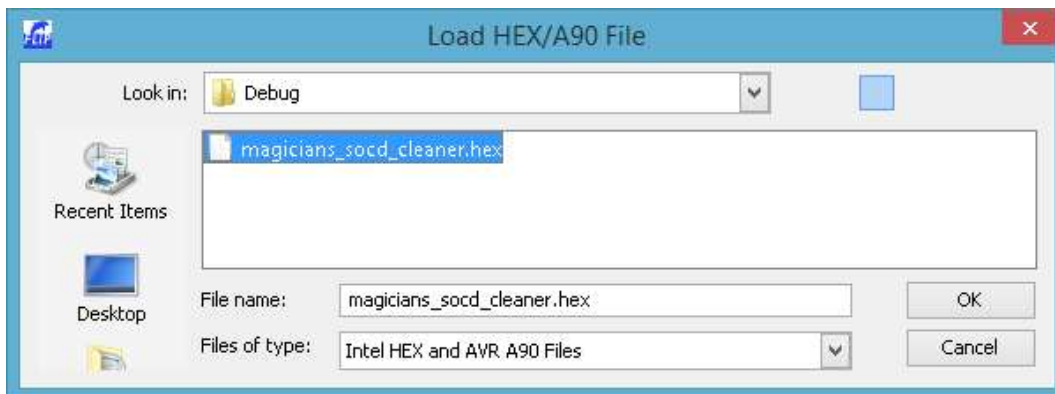 Load HEX/A90 File
Look in: Debug
magicians_socd_cleaner.hex
Recent Items
Desktop
File name: magicians_socd_cleaner.hex OK
Files of type: Intel HEX and AVR A90 Files Cancel